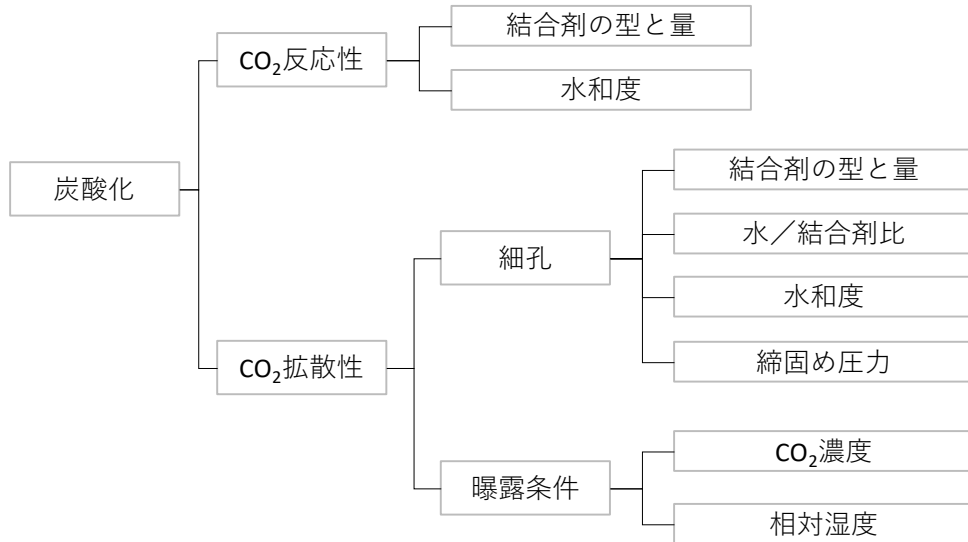 炭酸化
CO₂反応性
結合剤の型と量
水和度
CO₂拡散性
細孔
結合剤の型と量
水／結合剤比
水和度
締固め圧力
曝露条件
CO₂濃度
相対湿度